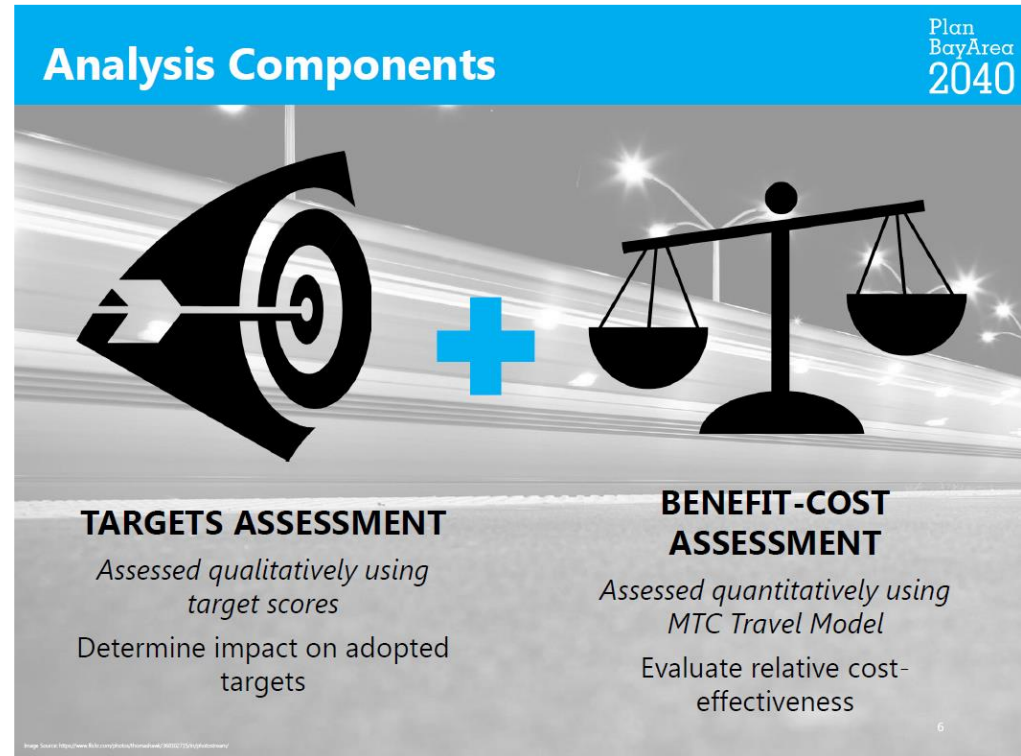 Analysis Components
Plan
BayArea
2040
TARGETS ASSESSMENT
Assessed qualitatively using
target scores
Determine impact on adopted
targets
BENEFIT-COST
ASSESSMENT
Assessed quantitatively using
MTC Travel Model
Evaluate relative cost-
effectiveness
6